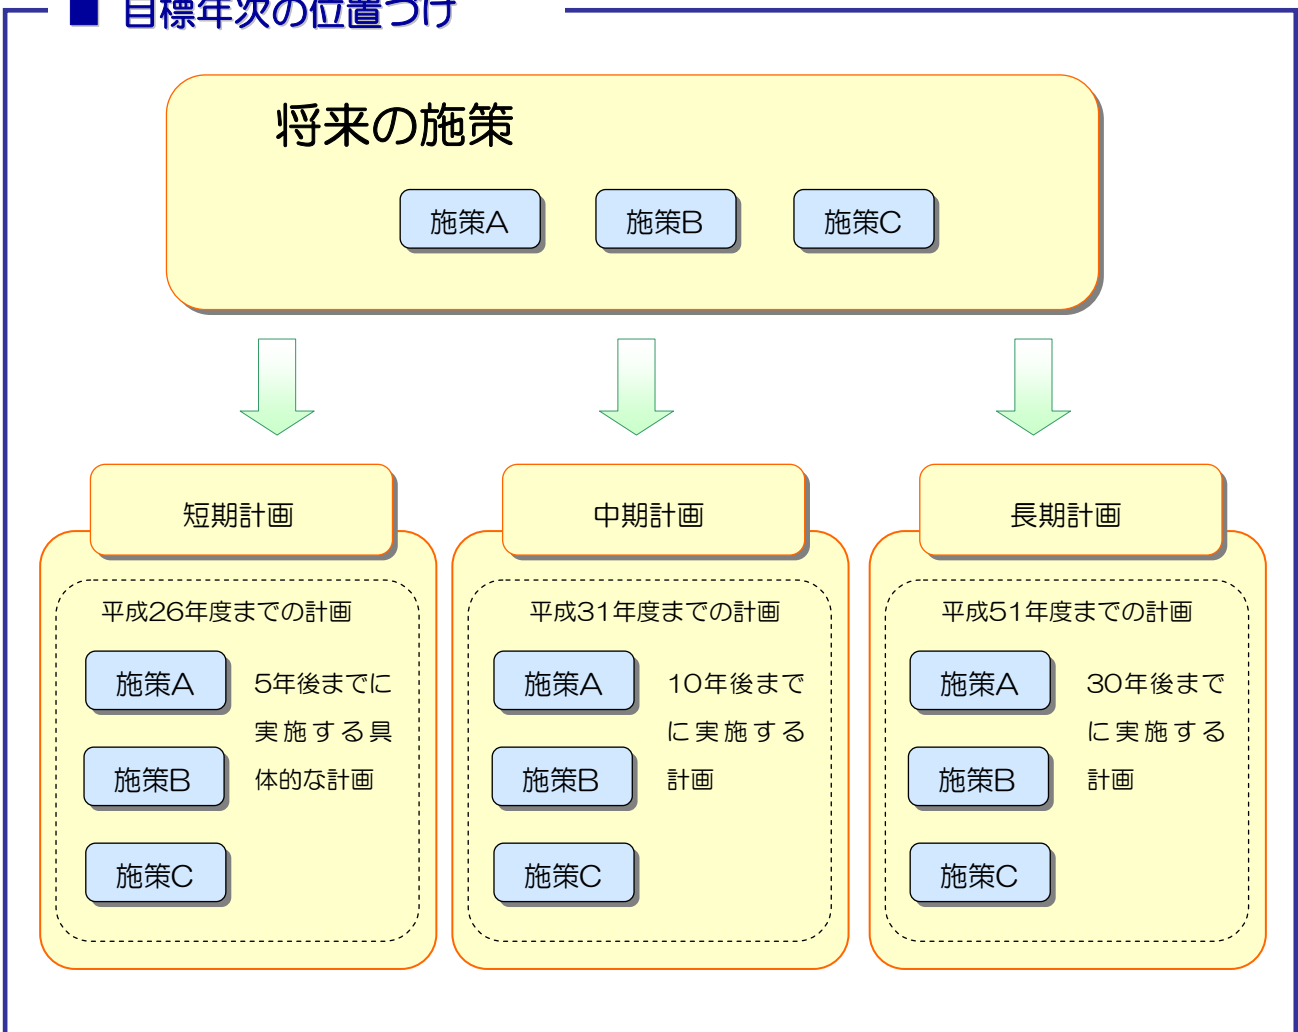 ■ 目標年次の位置づけ
将来の施策
施策A 施策B 施策C
短期計画
平成26年度までの計画
施策A
施策B
施策C
5年後までに
実施する具
体的な計画
中期計画
平成31年度までの計画
施策A
施策B
施策C
10年後まで
に実施する
計画
長期計画
平成51年度までの計画
施策A
施策B
施策C
30年後まで
に実施する
計画